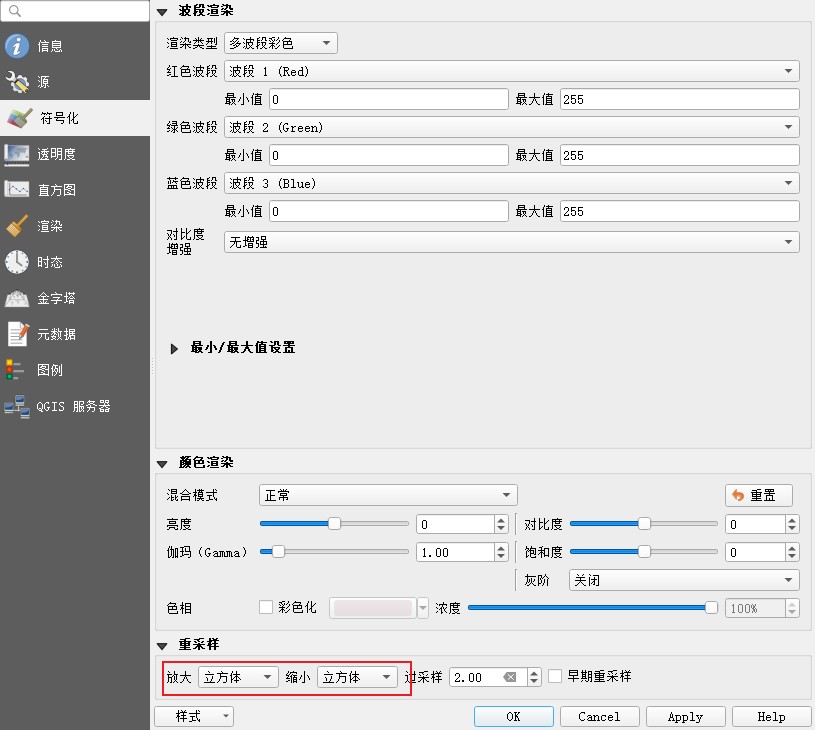 信息
源
符号化
透明度
直方图
渲染
时态
金字塔
元数据
图例
QGIS 服务器
波段渲染
渲染类型 多波段彩色
红色波段 波段 1 (Red)
最小值 0 最大值 255
绿色波段 波段 2 (Green)
最小值 0 最大值 255
蓝色波段 波段 3 (Blue)
最小值 0 最大值 255
对比度
增强 无增强
最小/最大值设置
颜色渲染
混合模式 正常 重置
亮度 0 对比度 0
伽玛 (Gamma) 1.00 饱和度 0
灰阶 关闭
色相 彩色化 浓度 100%
重采样
放大 立方体 缩小 立方体 过采样 2.00 早期重采样
样式 OK Cancel Apply Help